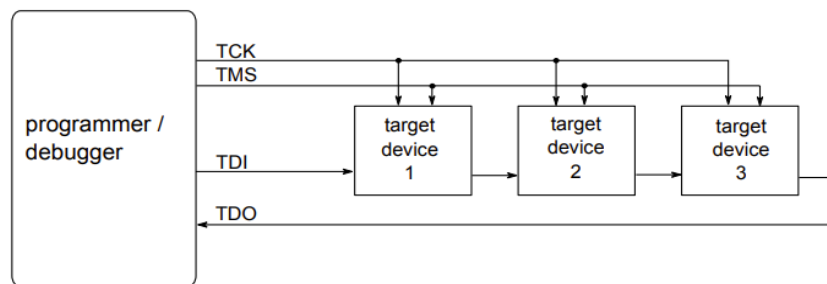 TCK
TMS
programmer /
debugger
TDI
TDO
target
device
1
target
device
2
target
device
3